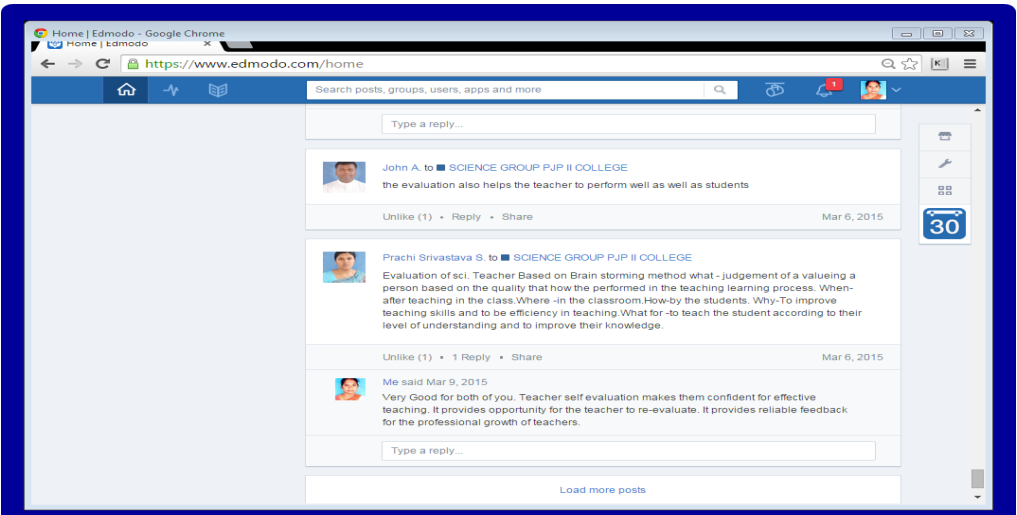 Home | Edmodo - Google Chrome
Home | Edmodo
https://www.edmodo.com/home
K
Search posts, groups, users, apps and more
1
Type a reply...
John A. to SCIENCE GROUP PJP II COLLEGE
the evaluation also helps the teacher to perform well as well as students
Unlike (1) • Reply • Share Mar 6, 2015
30
Prachi Srivastava S. to SCIENCE GROUP PJP II COLLEGE
Evaluation of sci. Teacher Based on Brain storming method what - judgement of a valueing a
person based on the quality that how the performed in the teaching learning process. When-
after teaching in the class.Where -in the classroom.How-by the students. Why-To improve
teaching skills and to be efficiency in teaching.What for -to teach the student according to their
level of understanding and to improve their knowledge.
Unlike (1) • 1 Reply • Share Mar 6, 2015
Me said Mar 9, 2015
Very Good for both of you. Teacher self evaluation makes them confident for effective
teaching. It provides opportunity for the teacher to re-evaluate. It provides reliable feedback
for the professional growth of teachers.
Type a reply...
Load more posts